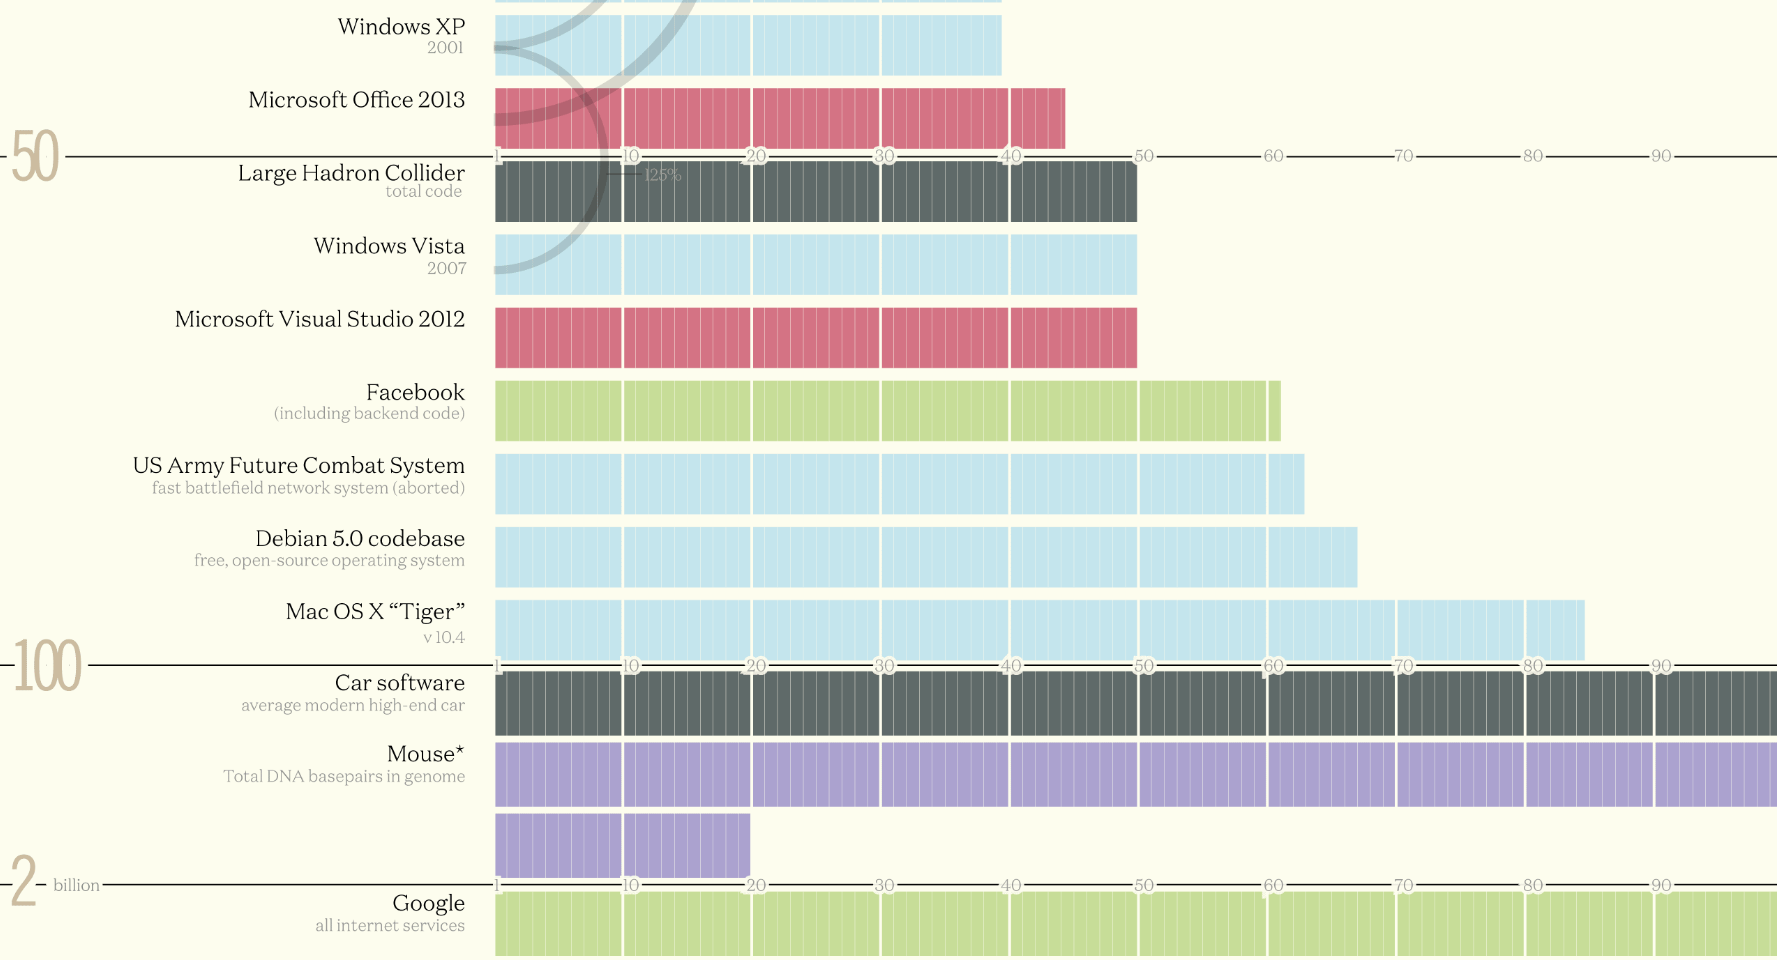 Windows XP
2001
Microsoft Office 2013
50
1 10 20 30 40 50 60 70 80 90
Large Hadron Collider
125%
total code
Windows Vista
2007
Microsoft Visual Studio 2012
Facebook
(including backend code)
US Army Future Combat System
fast battlefield network system (aborted)
Debian 5.0 codebase
free, open-source operating system
Mac OS X “Tiger”
v 10.4
100
1 10 20 30 40 50 60 70 80 90
Car software
average modern high-end car
Mouse*
Total DNA basepairs in genome
2 billion
1 10 20 30 40 50 60 70 80 90
Google
all internet services